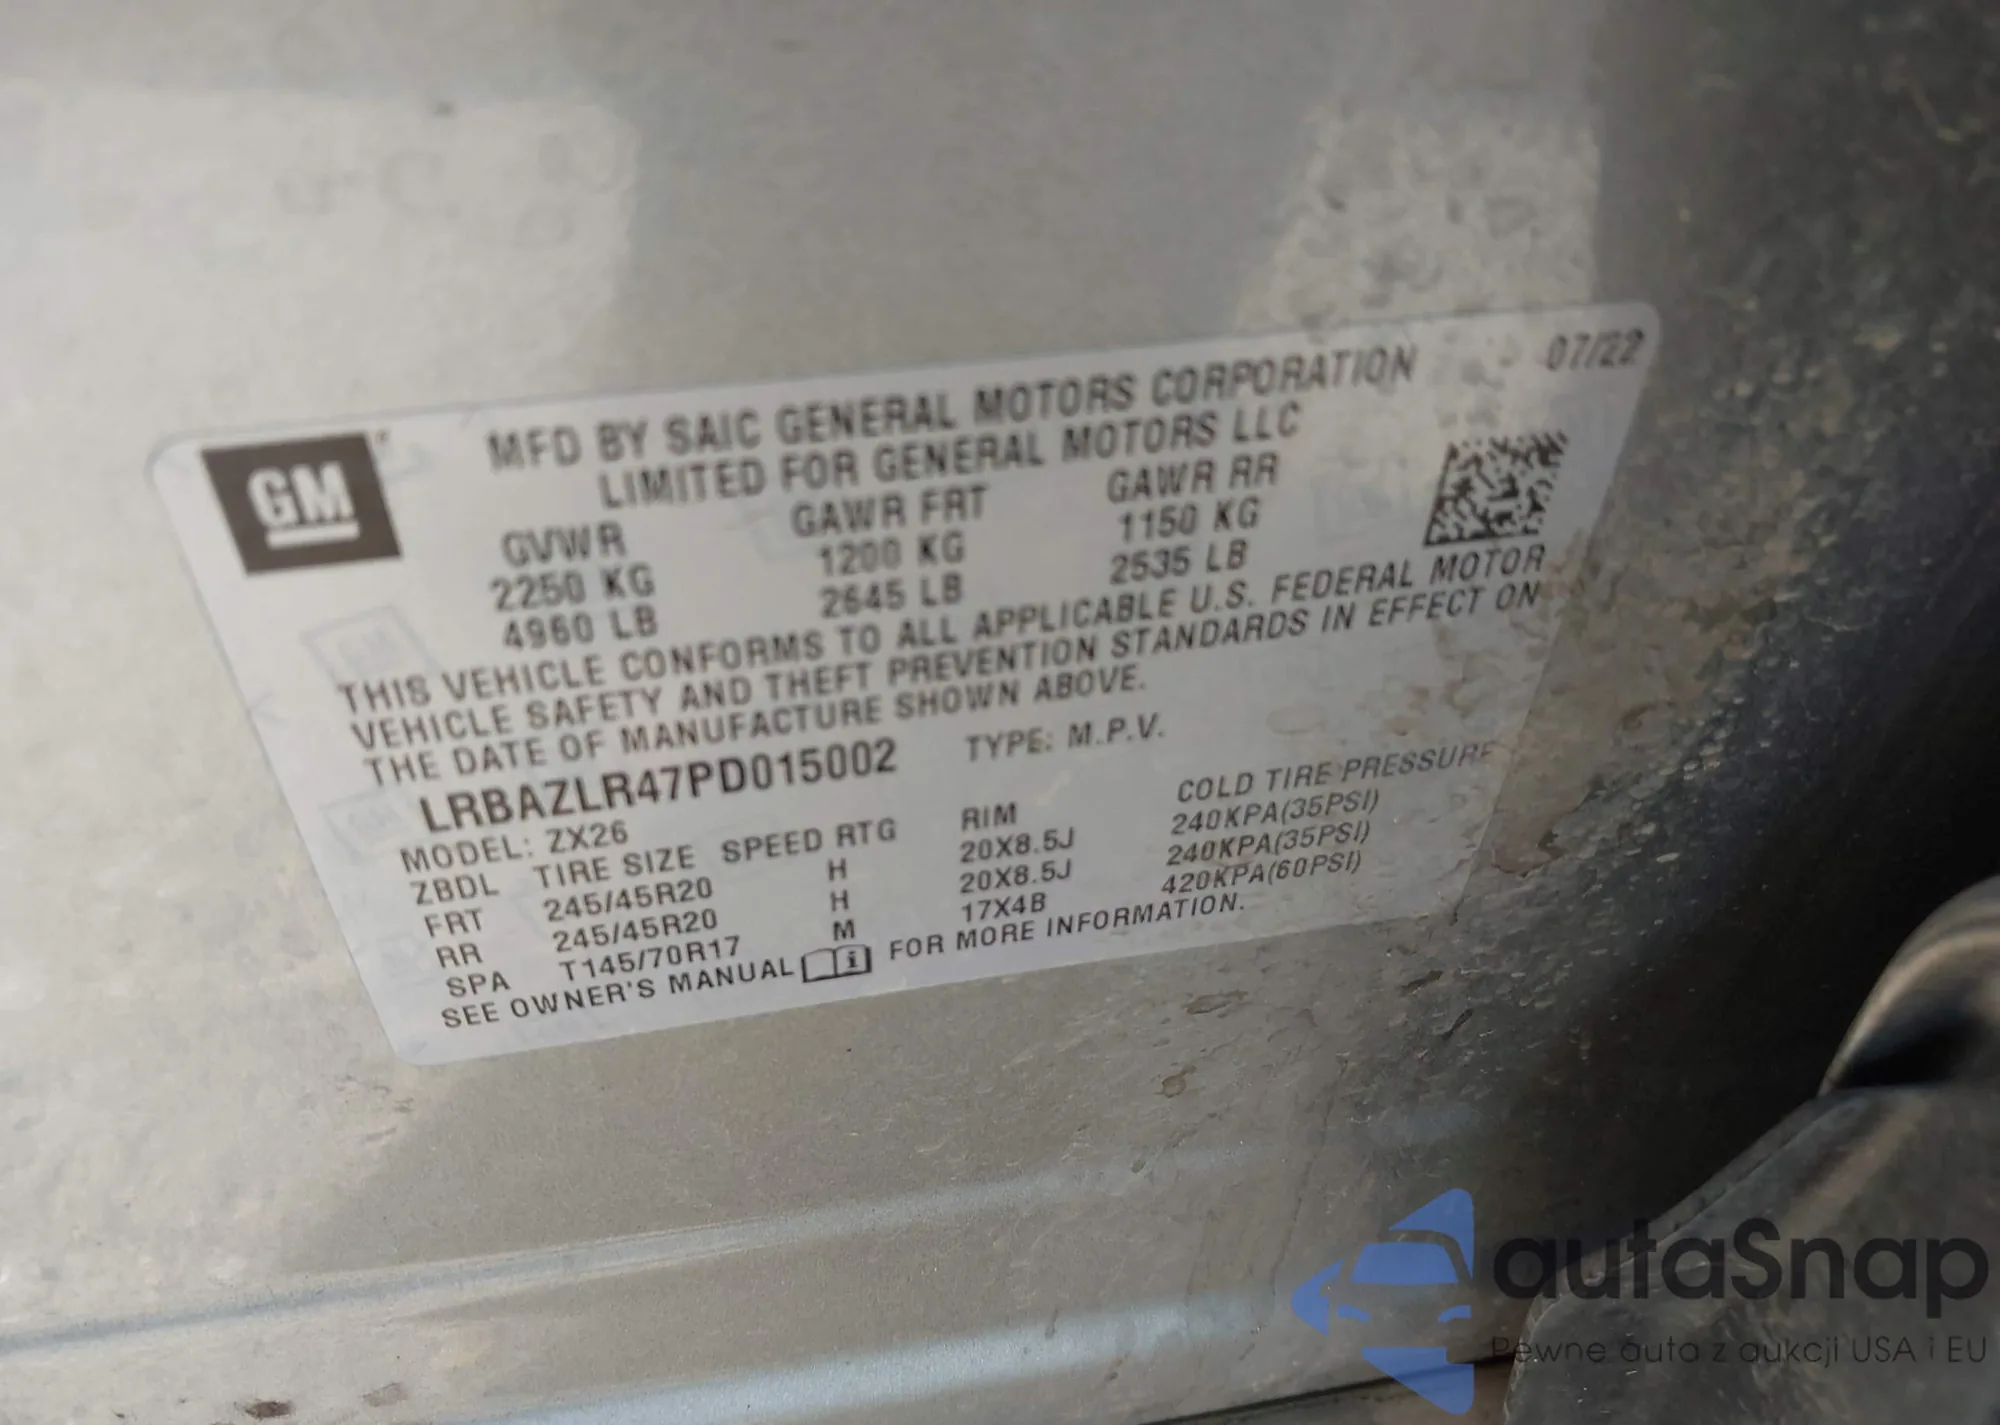 07/22
GM
MFD BY SAIC GENERAL MOTORS CORPORATION
LIMITED FOR GENERAL MOTORS LLC
GVWR GAWR FRT GAWR RR
2250 KG 1200 KG 1150 KG
4960 LB 2645 LB 2535 LB
THIS VEHICLE CONFORMS TO ALL APPLICABLE U.S. FEDERAL MOTOR
VEHICLE SAFETY AND THEFT PREVENTION STANDARDS IN EFFECT ON
THE DATE OF MANUFACTURE SHOWN ABOVE.
LRBAZLR47PD015002 TYPE: M.P.V.
MODEL: ZX26
ZBDL TIRE SIZE SPEED RTG RIM COLD TIRE PRESSURE
FRT 245/45R20 H 20X8.5J 240KPA(35PSI)
RR 245/45R20 H 20X8.5J 240KPA(35PSI)
SPA T145/70R17 M 17X4B 420KPA(60PSI)
SEE OWNER'S MANUAL FOR MORE INFORMATION.
autaSnap
Pewne auta z aukcji USA i EU